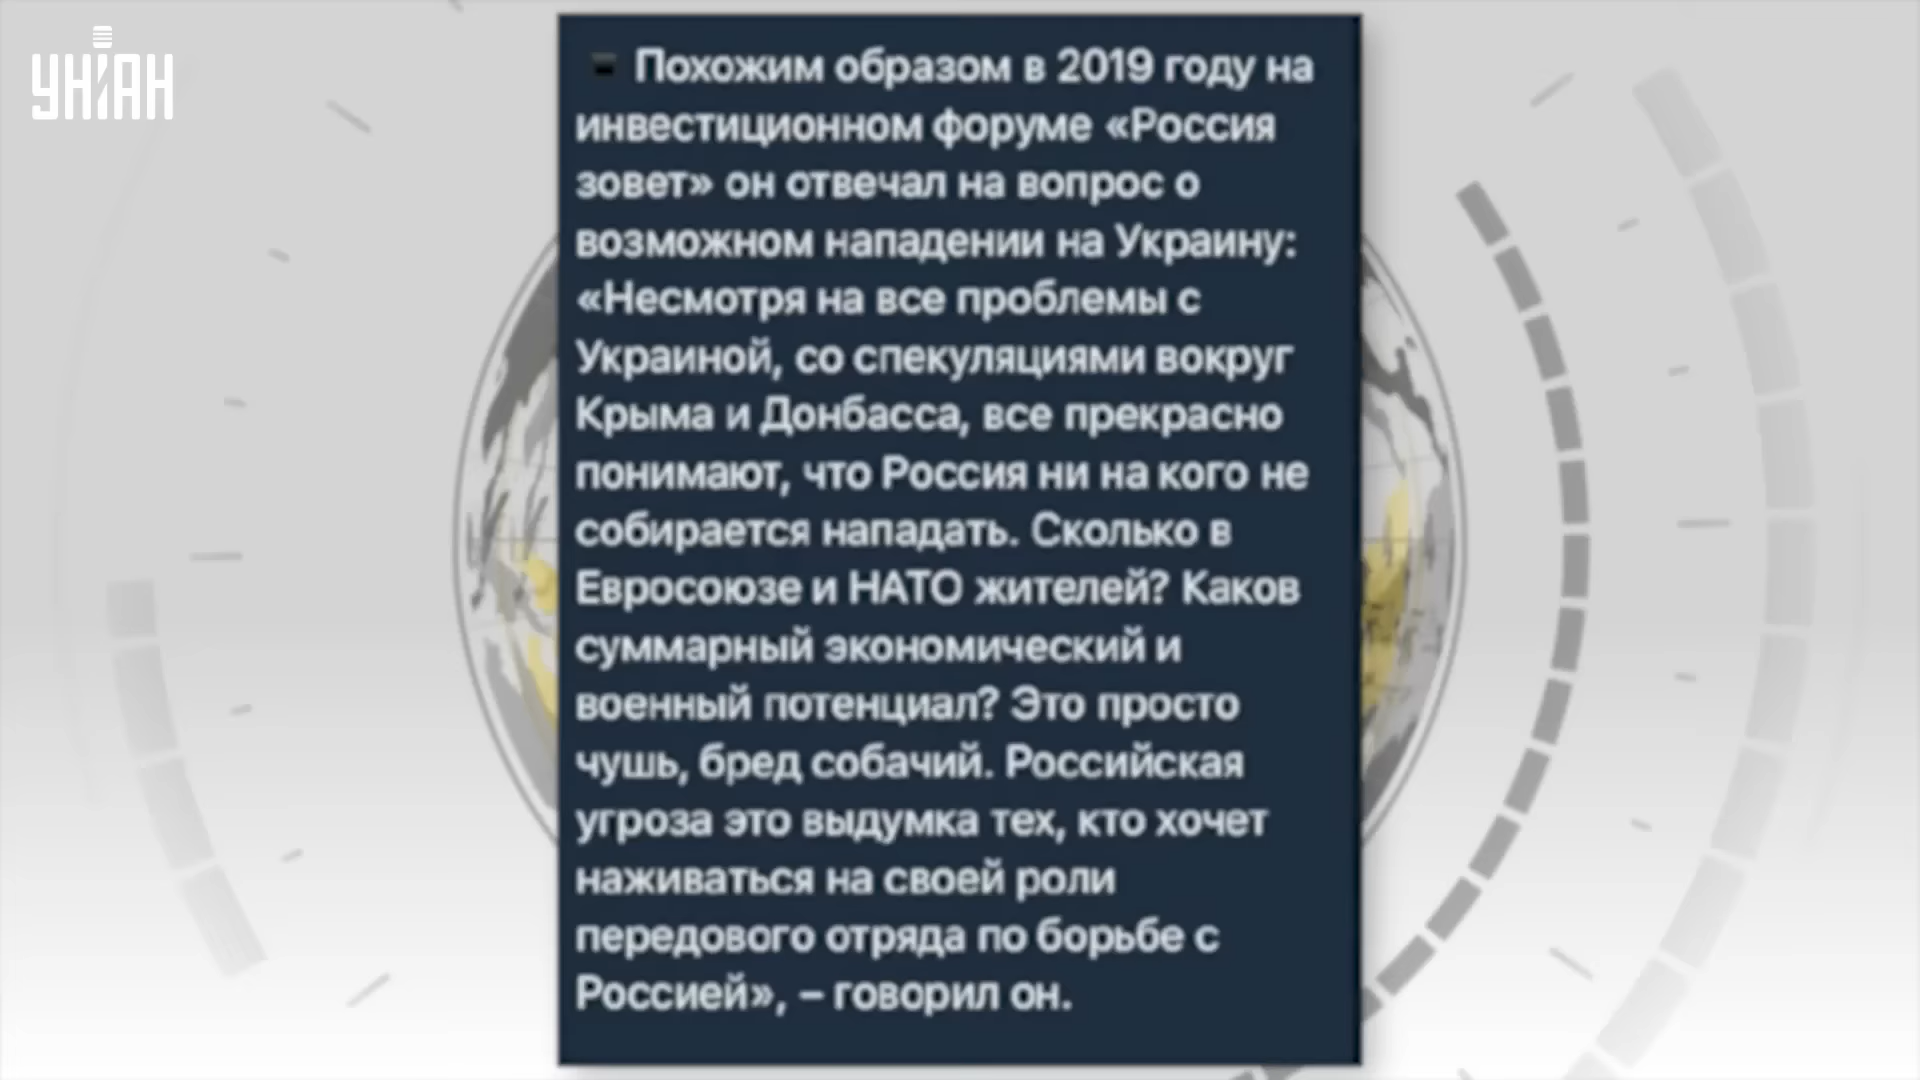 УНІАН
Похожим образом в 2019 году на
инвестиционном форуме «Россия
зовет» он отвечал на вопрос о
возможном нападении на Украину:
«Несмотря на все проблемы с
Украиной, со спекуляциями вокруг
Крыма и Донбасса, все прекрасно
понимают, что Россия ни на кого не
собирается нападать. Сколько в
Евросоюзе и НАТО жителей? Каков
суммарный экономический и
военный потенциал? Это просто
чушь, бред собачий. Российская
угроза это выдумка тех, кто хочет
наживаться на своей роли
передового отряда по борьбе с
Россией», – говорил он.